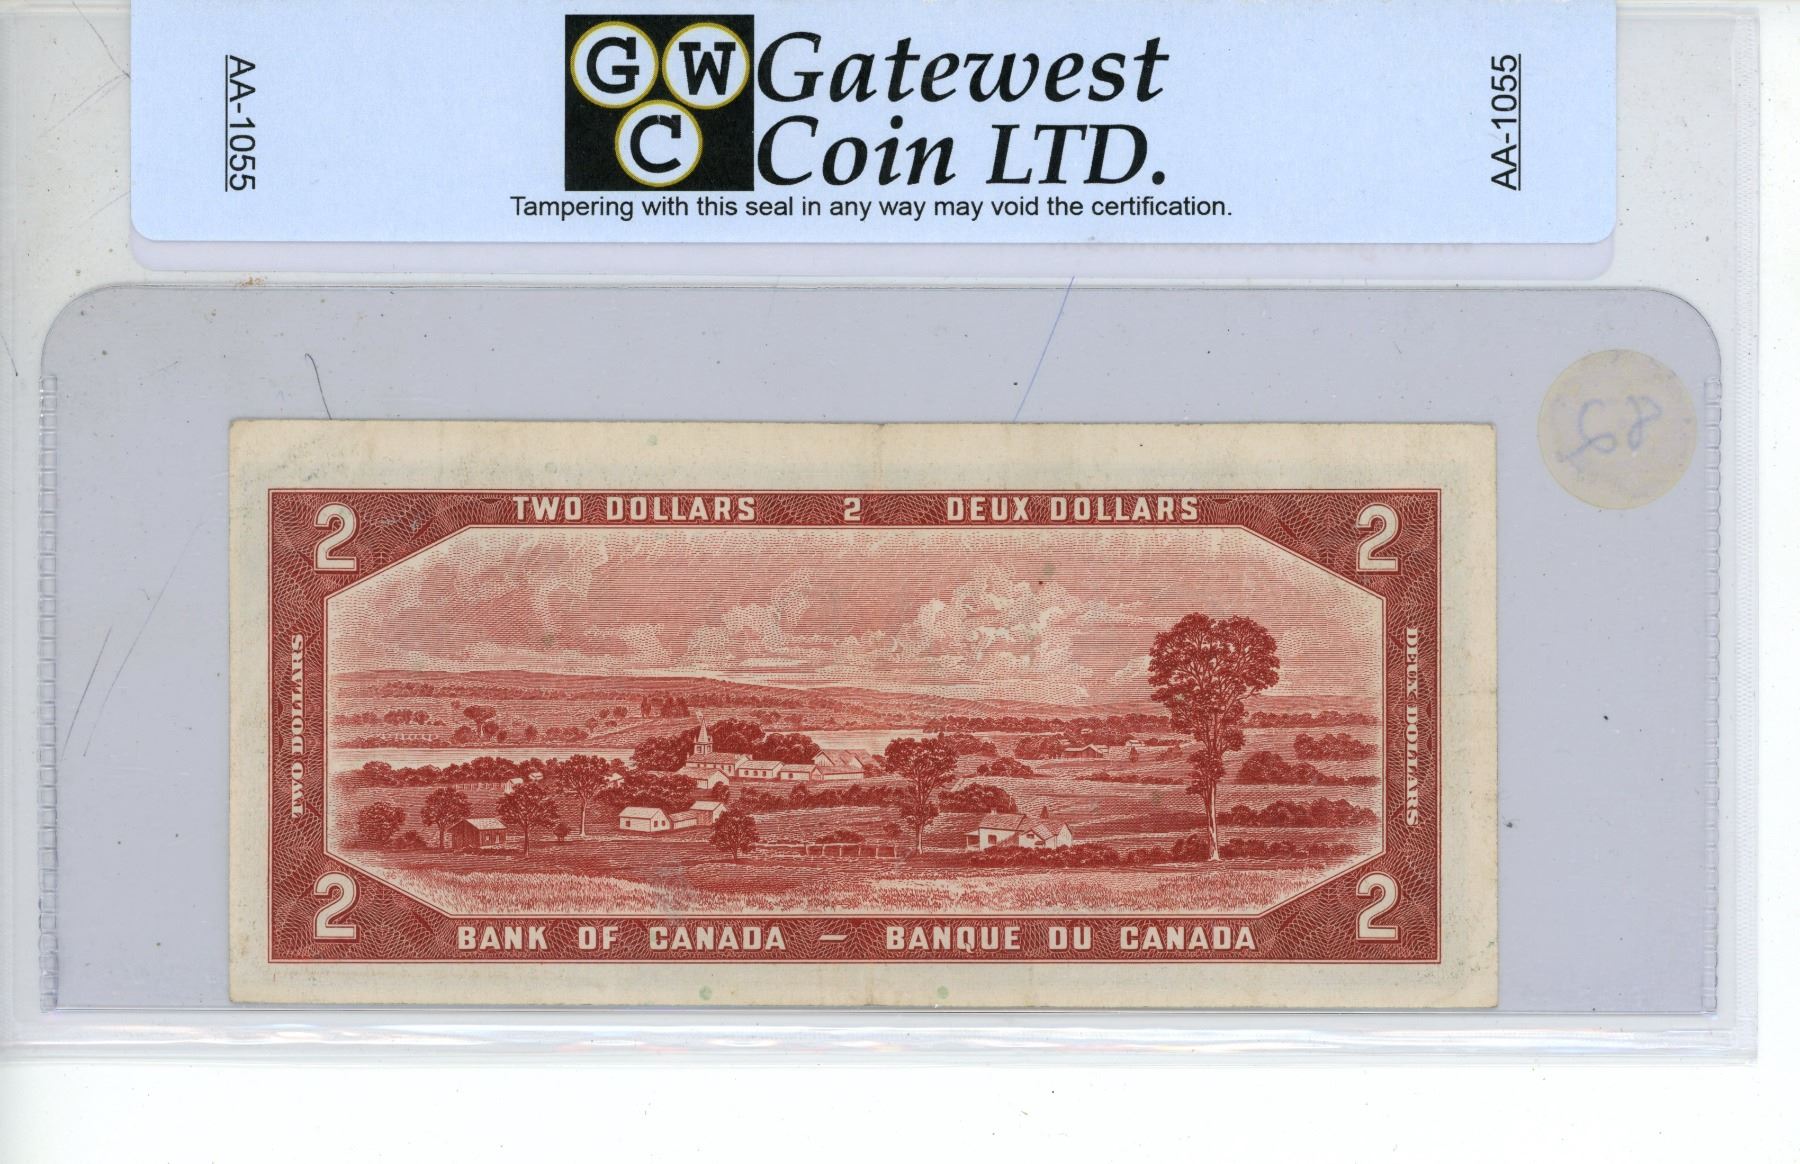 AA-1055
GWC
Gatewest
Coin LTD.
AA-1055
Tampering with this seal in any way may void the certification.
2 TWO DOLLARS 2 DEUX DOLLARS 2
TWO DOLLARS
DEUX DOLLARS
2 BANK OF CANADA — BANQUE DU CANADA 2